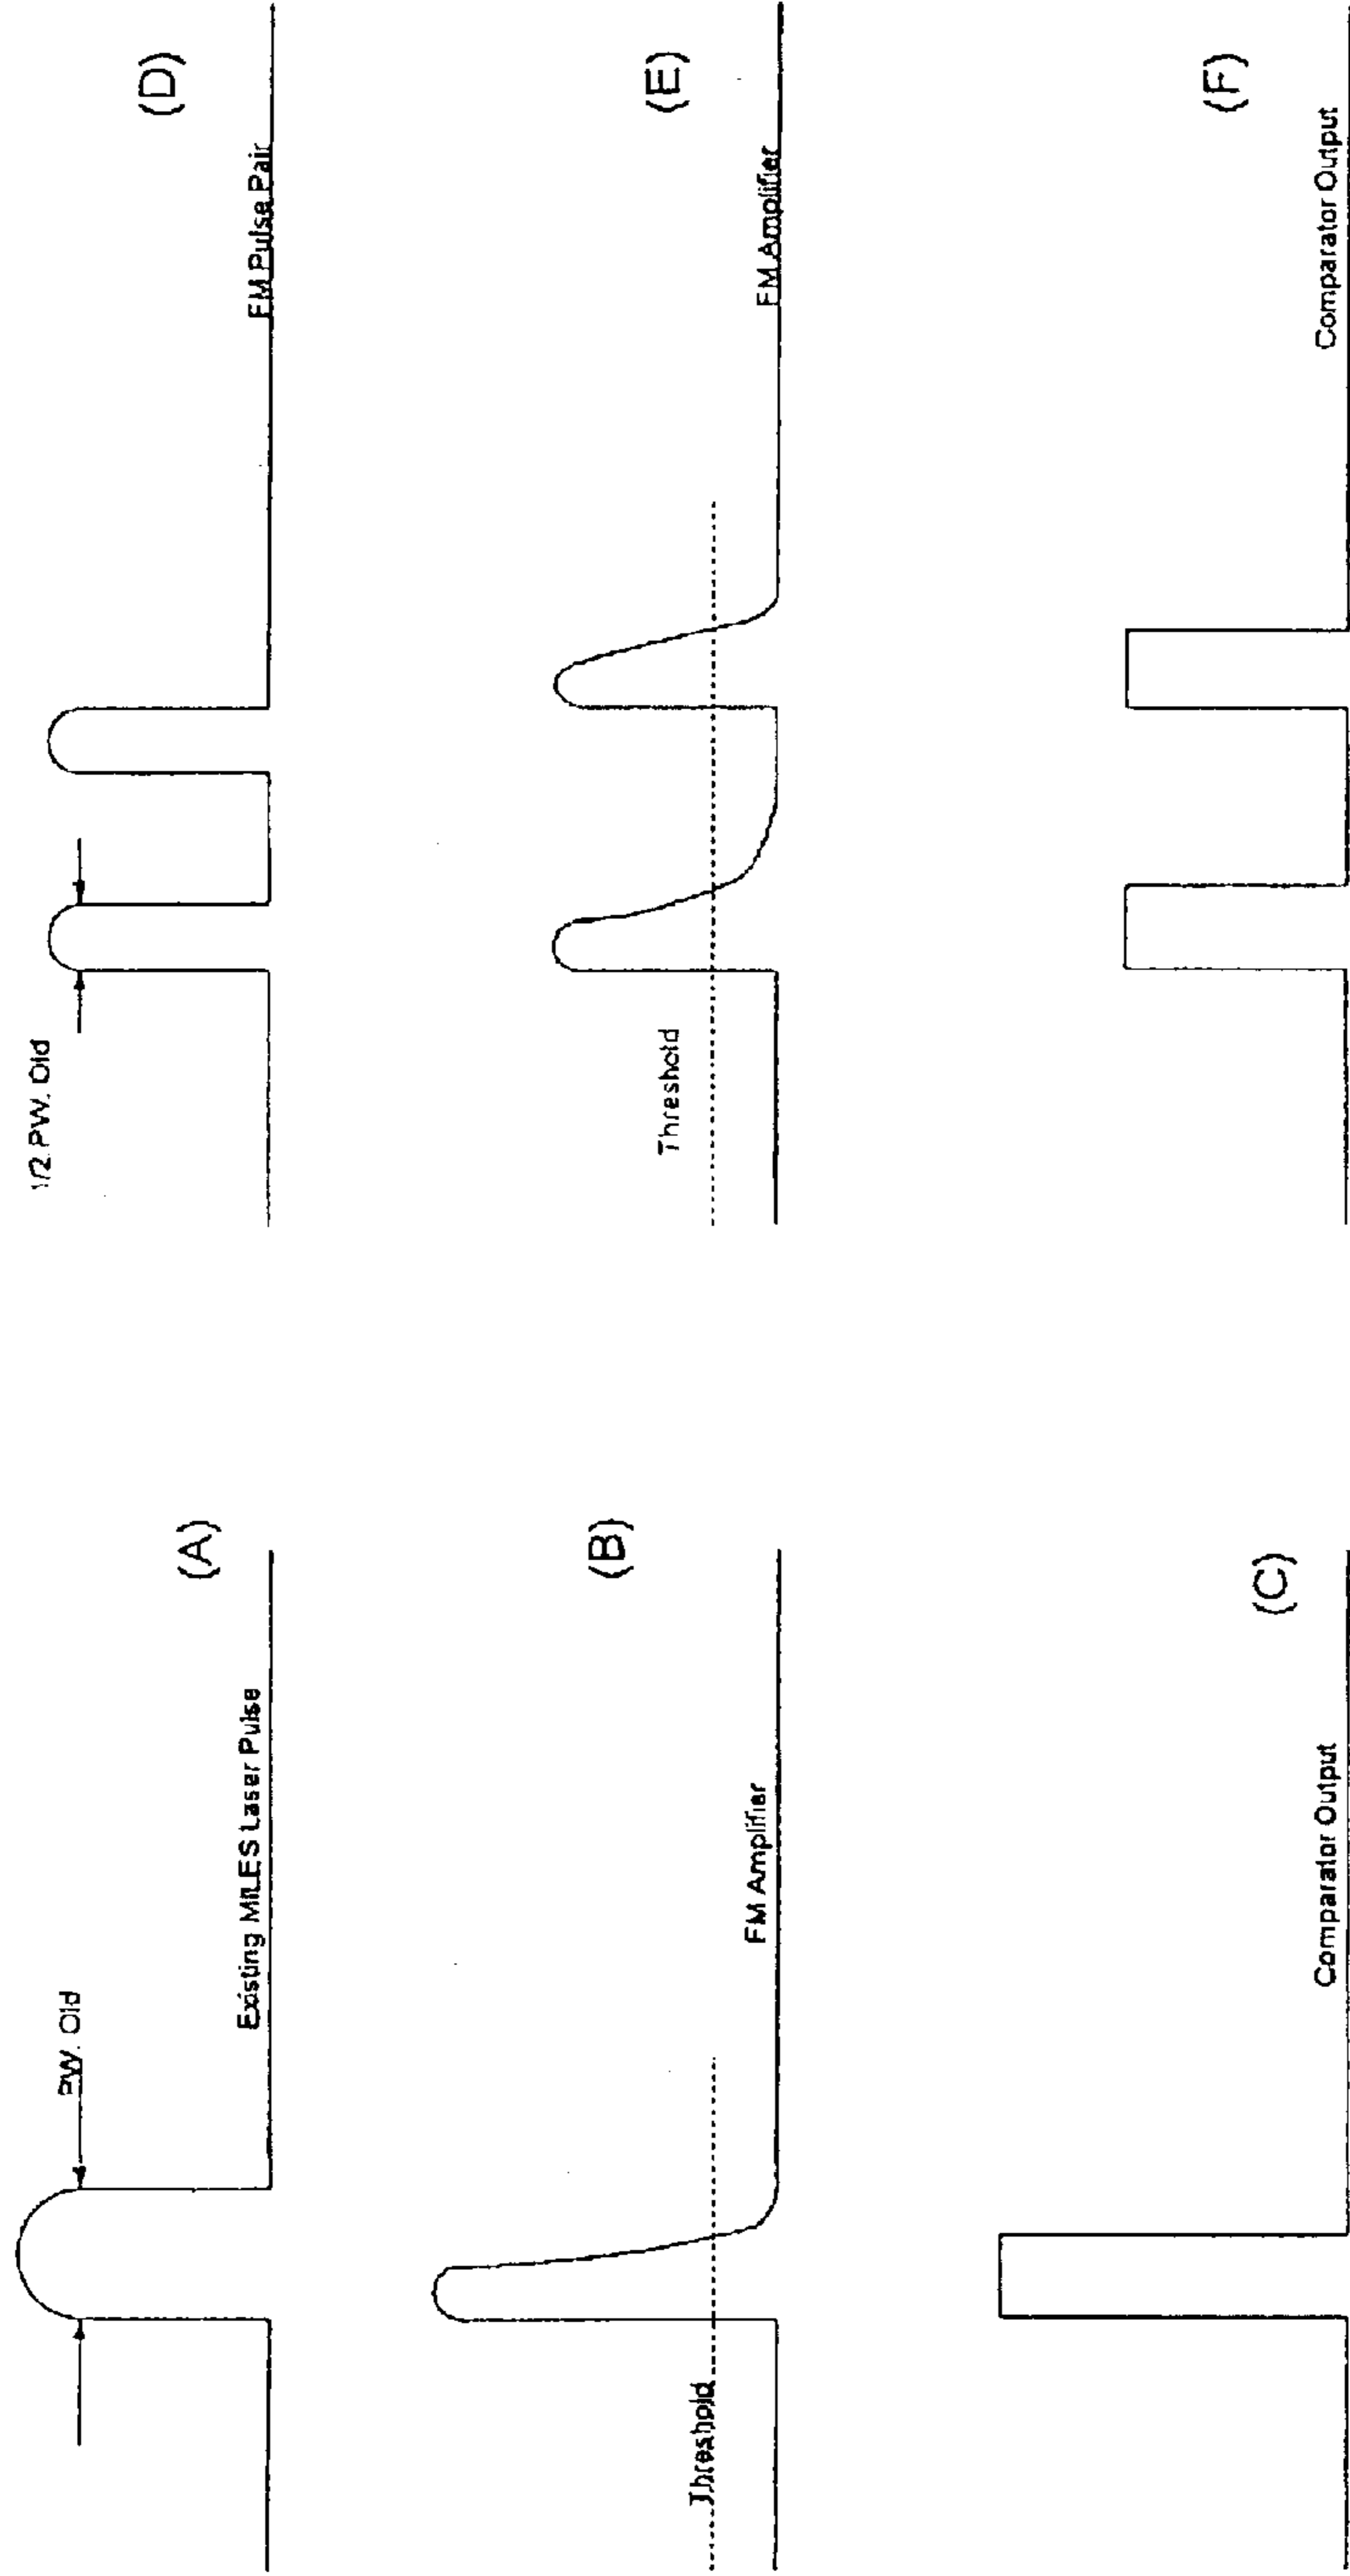 PW. Old
(A)
Existing MILES Laser Pulse
Threshold
(B)
FM Amplifier
(C)
Comparator Output
1/2 PW. Old
(D)
FM Pulse Pair
Threshold
(E)
FM Amplifier
(F)
Comparator Output